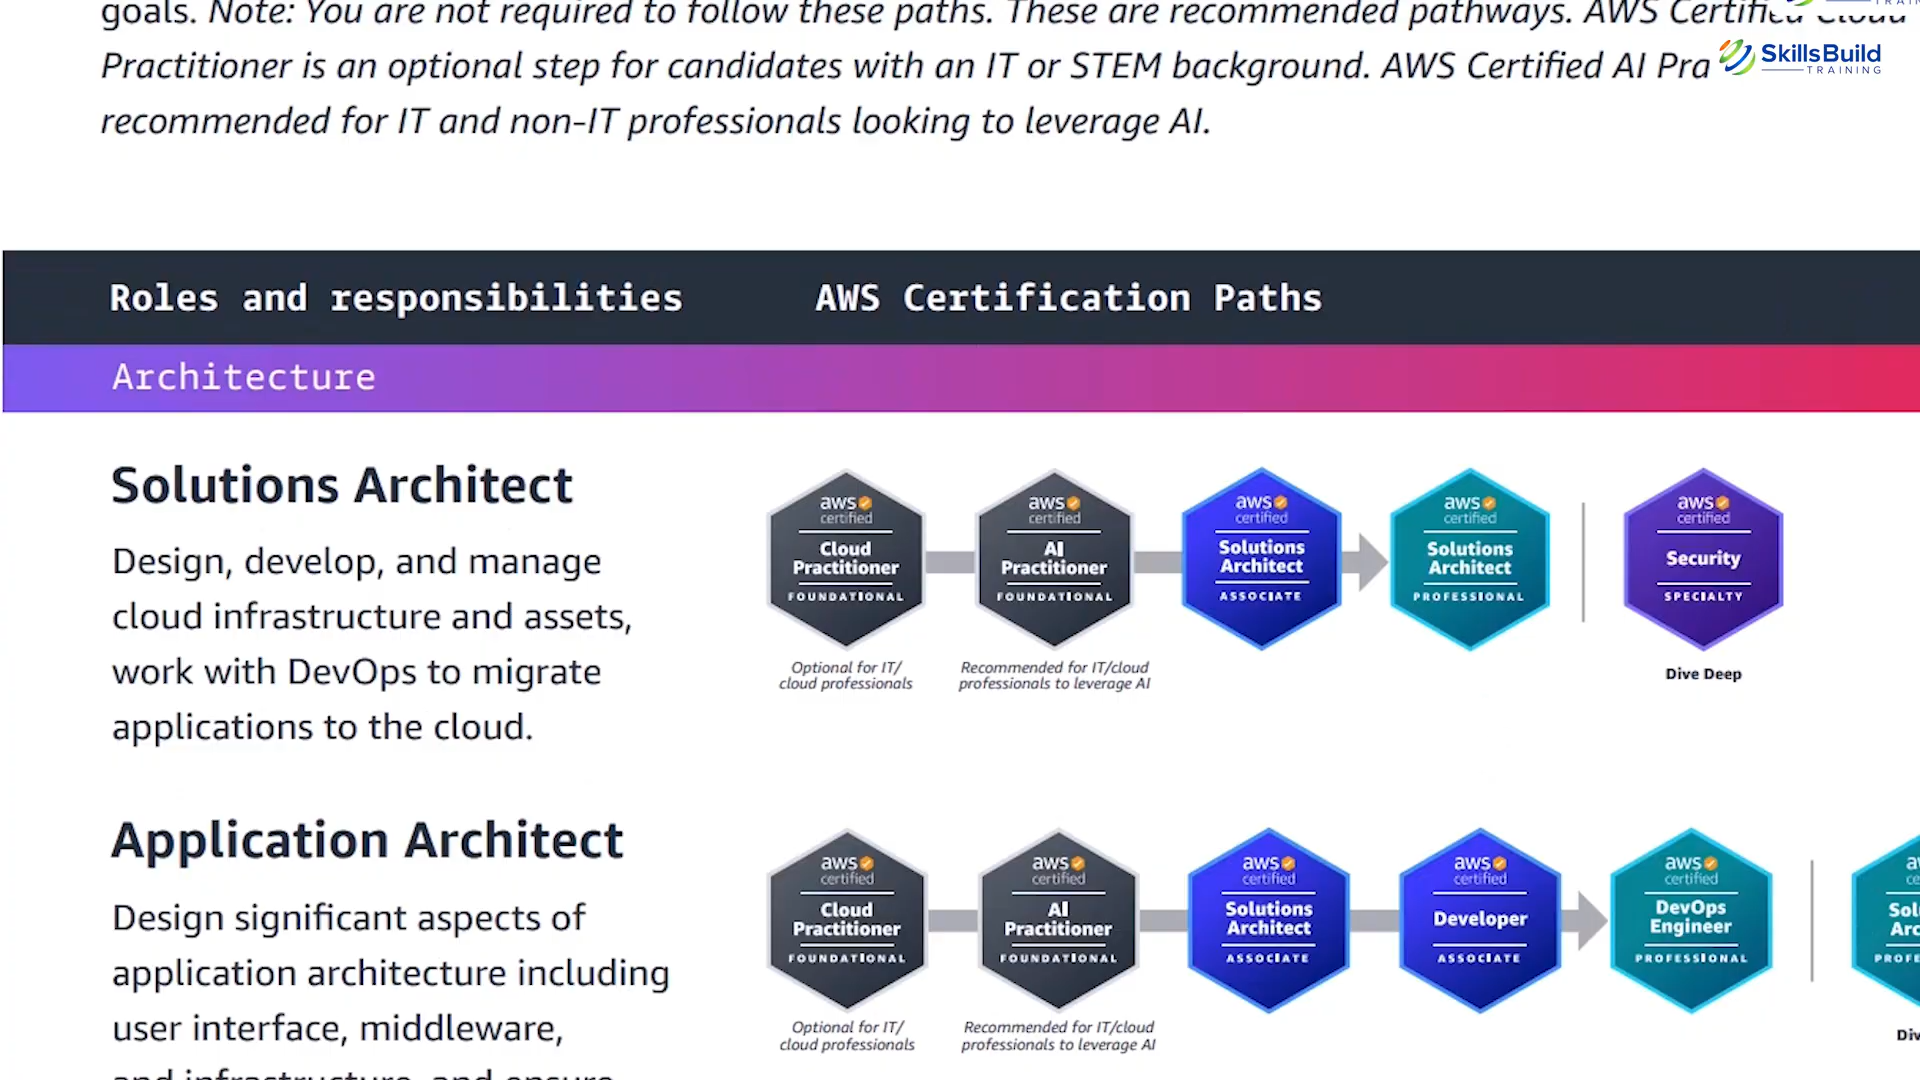 goals. Note: You are not required to follow these paths. These are recommended pathways. AWS Certified Cloud
Practitioner is an optional step for candidates with an IT or STEM background. AWS Certified AI Pra
recommended for IT and non-IT professionals looking to leverage AI.
SkillsBuild
TRAINING
Roles and responsibilities
AWS Certification Paths
Architecture
Solutions Architect
Design, develop, and manage
cloud infrastructure and assets,
work with DevOps to migrate
applications to the cloud.
aws
certified
Cloud
Practitioner
FOUNDATIONAL
Optional for IT/
cloud professionals
aws
certified
AI
Practitioner
FOUNDATIONAL
Recommended for IT/cloud
professionals to leverage AI
aws
certified
Solutions
Architect
ASSOCIATE
aws
certified
Solutions
Architect
PROFESSIONAL
aws
certified
Security
SPECIALTY
Dive Deep
Application Architect
Design significant aspects of
application architecture including
user interface, middleware,
and infrastructure, and ensure
aws
certified
Cloud
Practitioner
FOUNDATIONAL
Optional for IT/
cloud professionals
aws
certified
AI
Practitioner
FOUNDATIONAL
Recommended for IT/cloud
professionals to leverage AI
aws
certified
Solutions
Architect
ASSOCIATE
aws
certified
Developer
ASSOCIATE
aws
certified
DevOps
Engineer
PROFESSIONAL